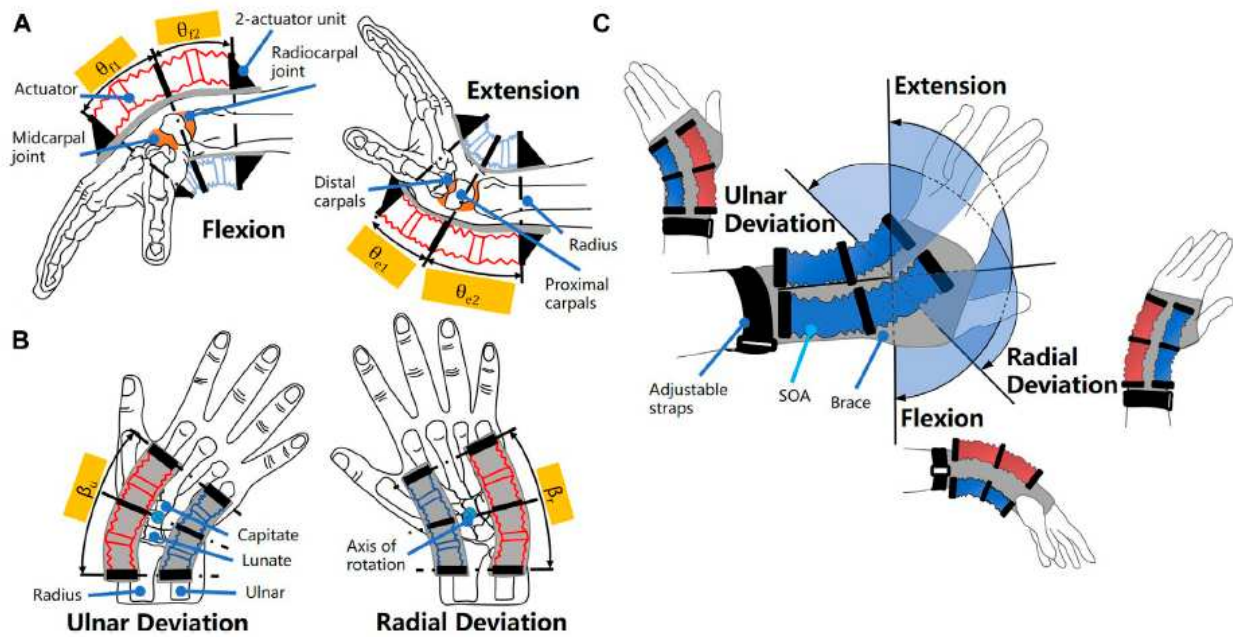 A
θf1
θf2
2-actuator unit
Radiocarpal
joint
Actuator
Midcarpal
joint
Flexion
Extension
Distal
carpals
Radius
Proximal
carpals
θe1
θe2
B
βu
Capitate
Lunate
Radius
Ulnar
Ulnar Deviation
βr
Axis of
rotation
Radial Deviation
C
Extension
Ulnar
Deviation
Radial
Deviation
Adjustable
straps
SOA
Brace
Flexion